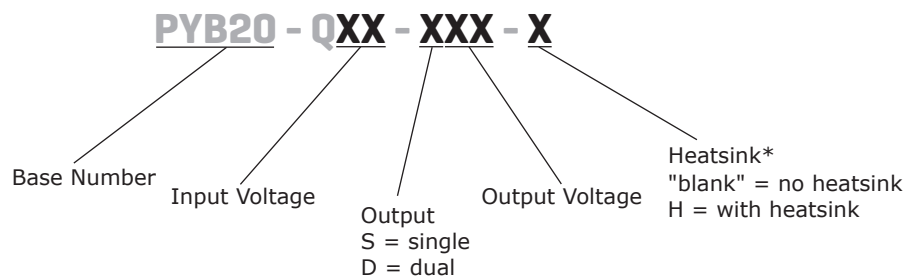 PYB20 - QXX - XXX - X
Base Number
Input Voltage
Output
S = single
D = dual
Output Voltage
Heatsink*
"blank" = no heatsink
H = with heatsink